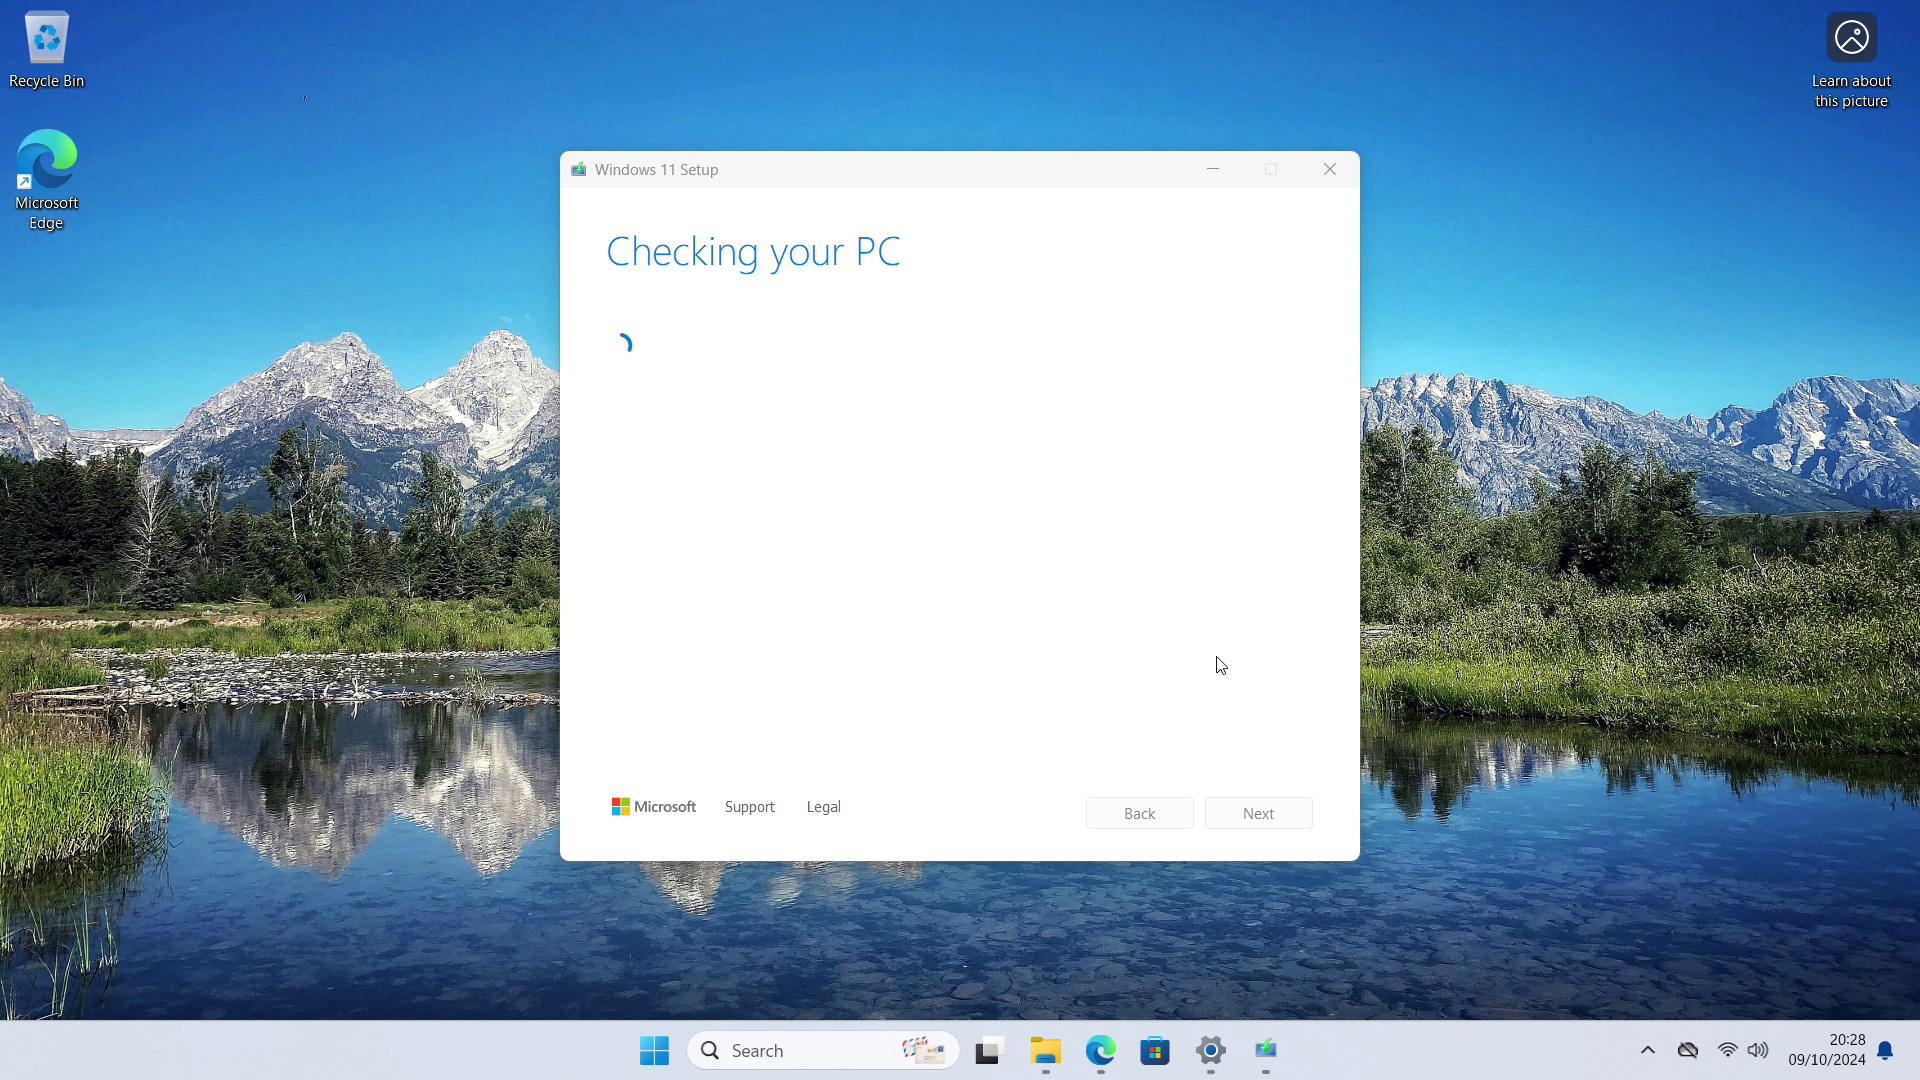 Recycle Bin
Microsoft
Edge
Learn about
this picture
Windows 11 Setup
Checking your PC
Microsoft
Support
Legal
Back
Next
Search
20:28
09/10/2024